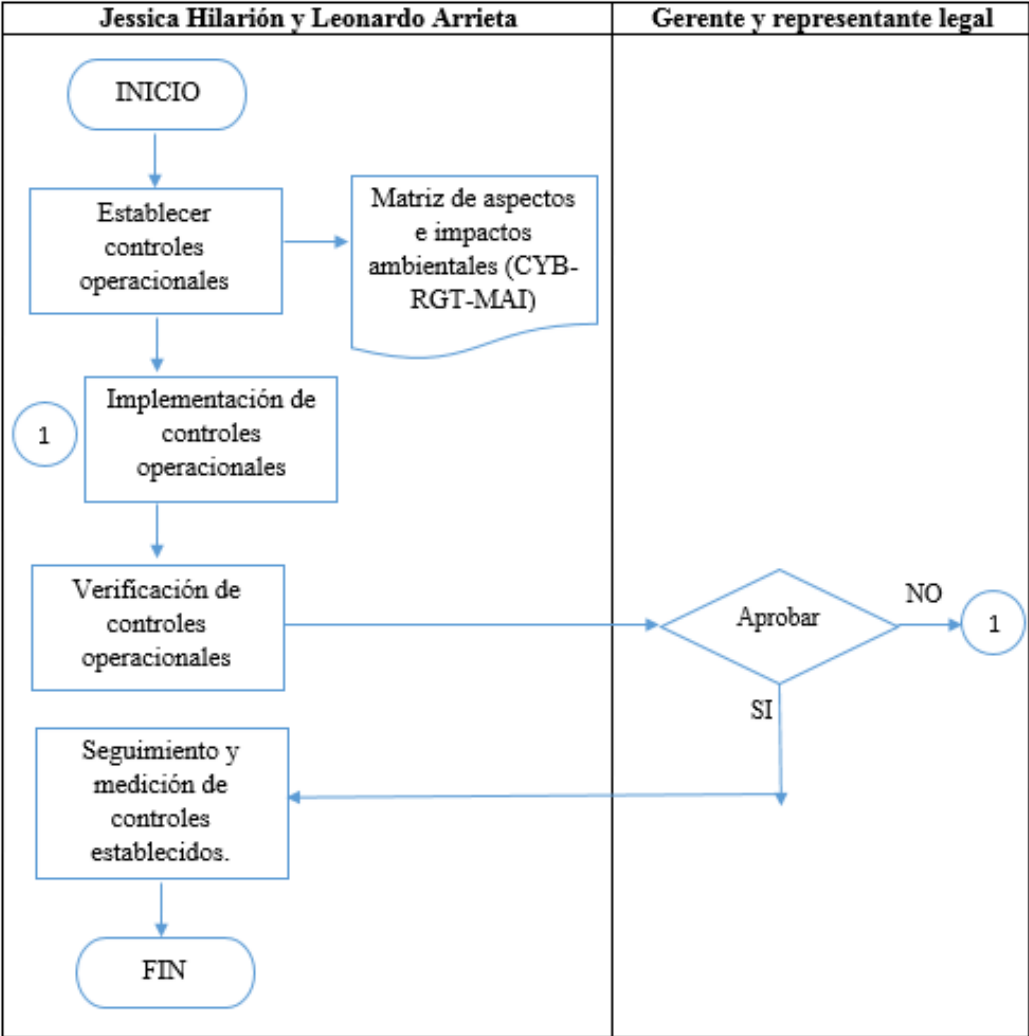 Jessica Hilarión y Leonardo Arrieta
Gerente y representante legal
INICIO
Establecer
controles
operacionales
Matriz de aspectos
e impactos
ambientales (CYB-
RGT-MAI)
1
Implementación de
controles
operacionales
Verificación de
controles
operacionales
Aprobar
NO
1
SI
Seguimiento y
medición de
controles
establecidos.
FIN